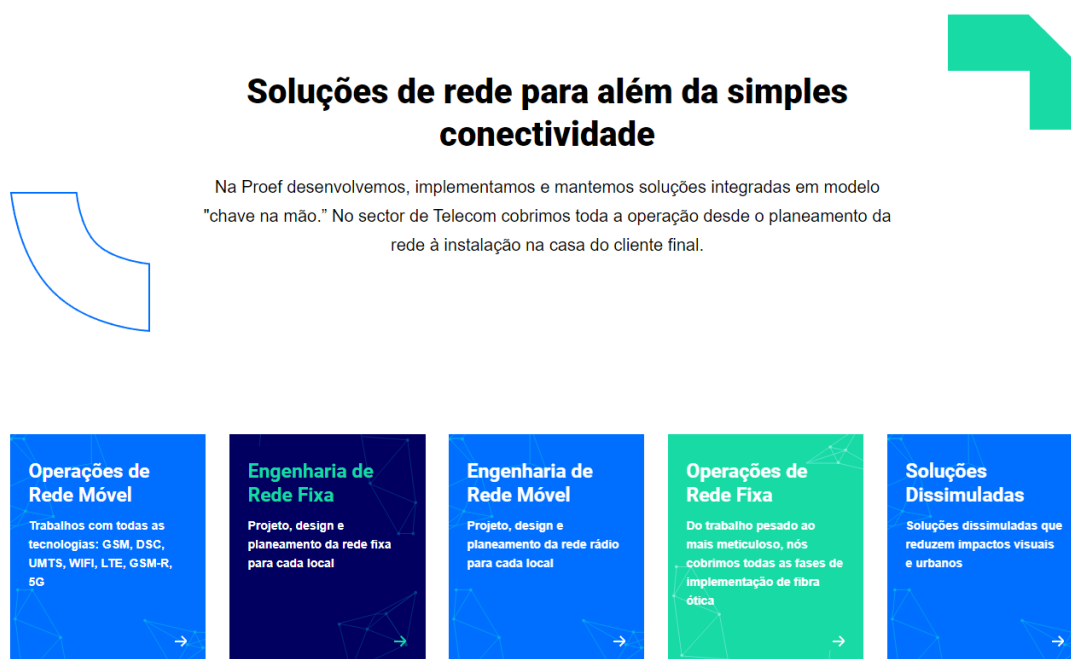 Soluções de rede para além da simples
conectividade
Na Proef desenvolvemos, implementamos e mantemos soluções integradas em modelo
"chave na mão.” No sector de Telecom cobrimos toda a operação desde o planeamento da
rede à instalação na casa do cliente final.
Operações de
Rede Móvel
Trabalhos com todas as
tecnologias: GSM, DSC,
UMTS, WIFI, LTE, GSM-R,
5G
Engenharia de
Rede Fixa
Projeto, design e
planeamento da rede fixa
para cada local
Engenharia de
Rede Móvel
Projeto, design e
planeamento da rede rádio
para cada local
Operações de
Rede Fixa
Do trabalho pesado ao
mais meticuloso, nós
cobrimos todas as fases de
implementação de fibra
ótica
Soluções
Dissimuladas
Soluções dissimuladas que
reduzem impactos visuais
e urbanos